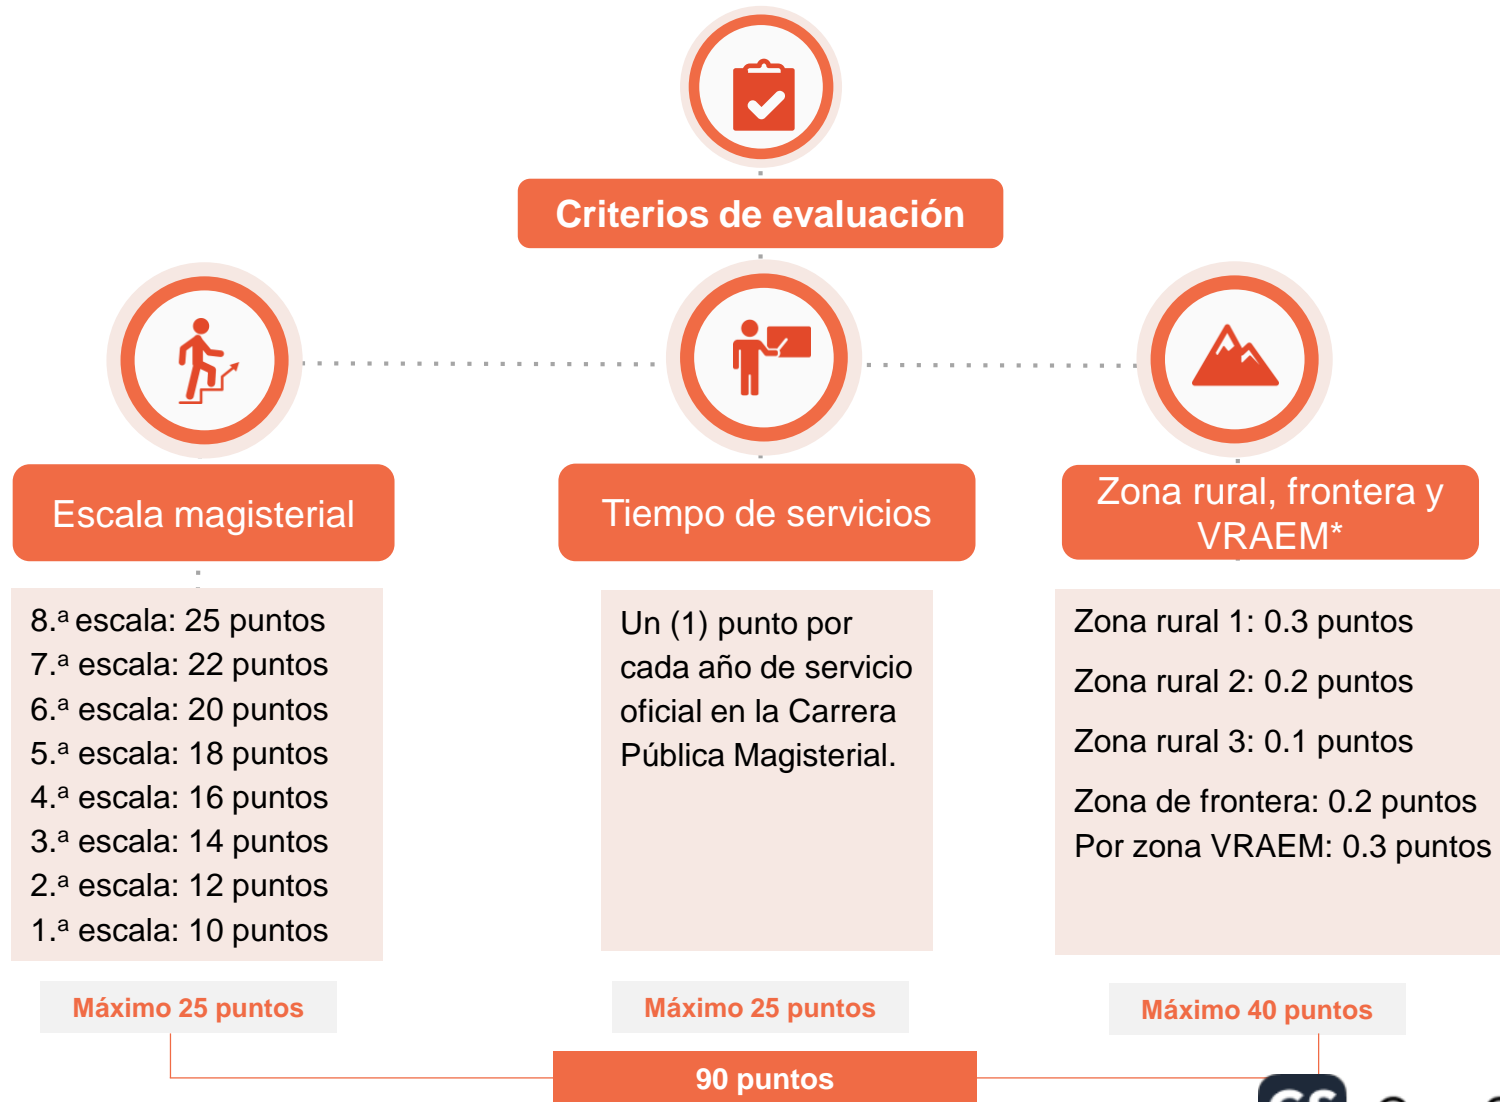 Criterios de evaluación
Escala magisterial
8.ª escala: 25 puntos
7.ª escala: 22 puntos
6.ª escala: 20 puntos
5.ª escala: 18 puntos
4.ª escala: 16 puntos
3.ª escala: 14 puntos
2.ª escala: 12 puntos
1.ª escala: 10 puntos
Máximo 25 puntos
Tiempo de servicios
Un (1) punto por
cada año de servicio
oficial en la Carrera
Pública Magisterial.
Máximo 25 puntos
Zona rural, frontera y
VRAEM*
Zona rural 1: 0.3 puntos
Zona rural 2: 0.2 puntos
Zona rural 3: 0.1 puntos
Zona de frontera: 0.2 puntos
Por zona VRAEM: 0.3 puntos
Máximo 40 puntos
90 puntos